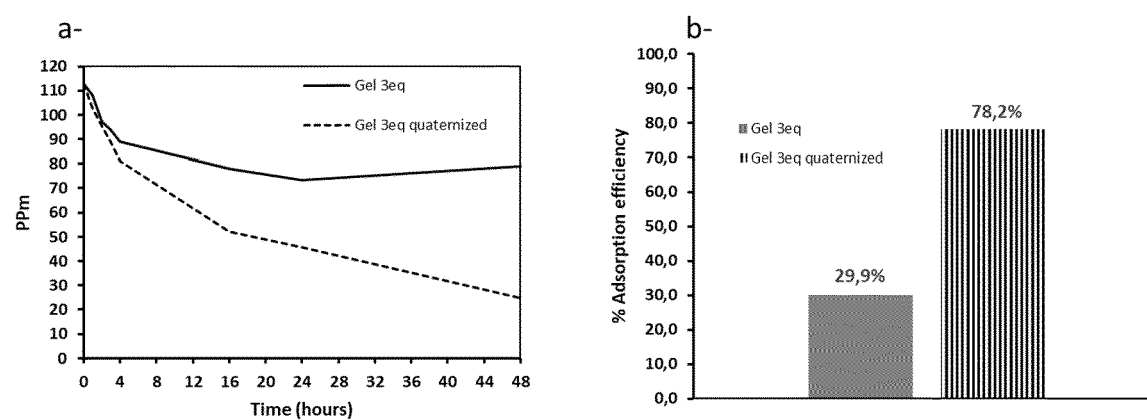 a-
120
110
100
90
80
70
60
50
40
30
20
10
0
PPm
Gel 3eq
Gel 3eq quaternized
0 4 8 12 16 20 24 28 32 36 40 44 48
Time (hours)
b-
100,0
90,0
80,0
70,0
60,0
50,0
40,0
30,0
20,0
10,0
0,0
% Adsorption efficiency
Gel 3eq
Gel 3eq quaternized
29,9%
78,2%